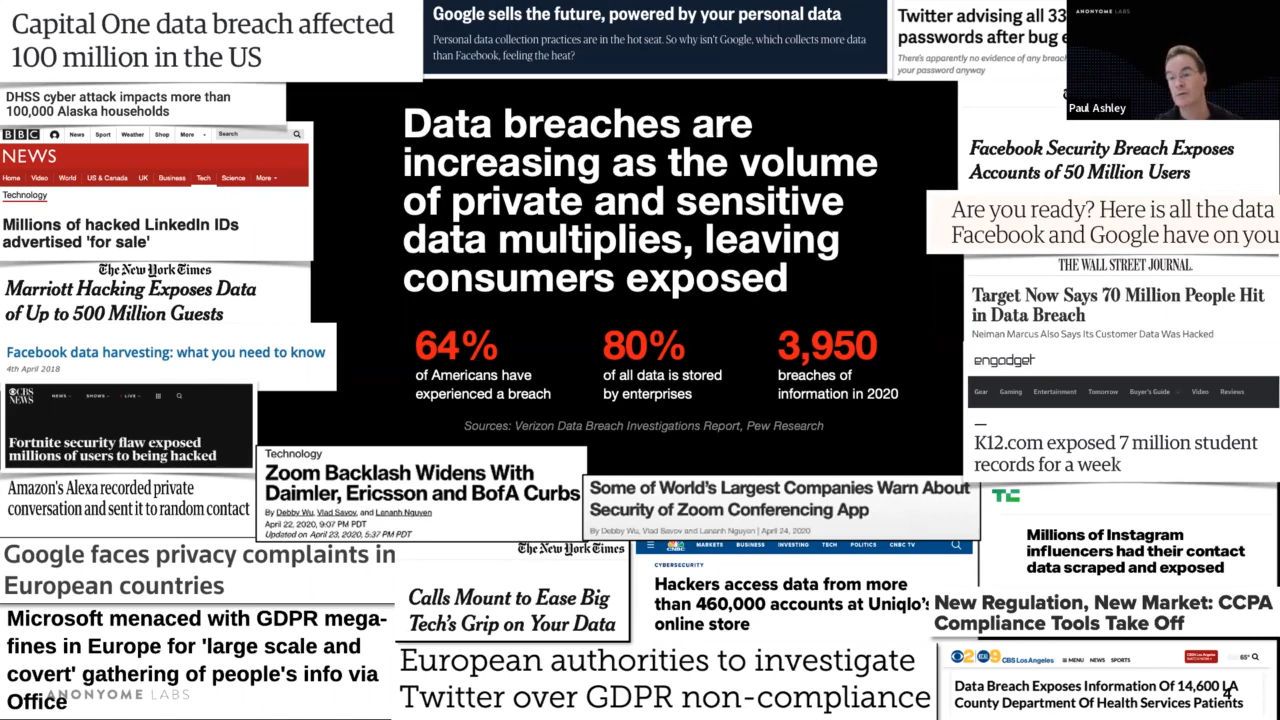 Capital One data breach affected
100 million in the US
Google sells the future, powered by your personal data
Personal data collection practices are in the hot seat. So why isn't Google, which collects more data
than Facebook, feeling the heat?
Twitter advising all 33
passwords after bug
There's apparently no evidence of any breach
your password anyway
ANONYOME LABS
Paul Ashley
DHSS cyber attack impacts more than
100,000 Alaska households
BBC News Sport Weather Shop More Search
NEWS
Home Video World US & Canada UK Business Tech Science More
Technology
Millions of hacked LinkedIn IDs
advertised 'for sale'
The New York Times
Marriott Hacking Exposes Data
of Up to 500 Million Guests
Facebook data harvesting: what you need to know
4th April 2018
CBS NEWS NEWS SHOWS LIVE
Fortnite security flaw exposed
millions of users to being hacked
Amazon's Alexa recorded private
conversation and sent it to random contact
Data breaches are
increasing as the volume
of private and sensitive
data multiplies, leaving
consumers exposed
64% 80% 3,950
of Americans have of all data is stored breaches of
experienced a breach by enterprises information in 2020
Sources: Verizon Data Breach Investigations Report, Pew Research
Facebook Security Breach Exposes
Accounts of 50 Million Users
Are you ready? Here is all the data
Facebook and Google have on you
THE WALL STREET JOURNAL.
Target Now Says 70 Million People Hit
in Data Breach
Neiman Marcus Also Says Its Customer Data Was Hacked
engadget
Gear Gaming Entertainment Tomorrow Buyer's Guide Video Reviews
K12.com exposed 7 million student
records for a week
Technology
Zoom Backlash Widens With
Daimler, Ericsson and BofA Curbs
By Debby Wu, Vlad Savov, and Lananh Nguyen
April 22, 2020, 9:07 PM PDT
Updated on April 23, 2020, 5:37 PM PDT
Some of World's Largest Companies Warn About
Security of Zoom Conferencing App
By Debby Wu, Vlad Savov and Lananh Nguyen | April 24, 2020
TC
Millions of Instagram
influencers had their contact
data scraped and exposed
Google faces privacy complaints in
European countries
Microsoft menaced with GDPR mega-
fines in Europe for 'large scale and
covert' gathering of people's info via
Office
ANONYOME LABS
The New York Times
Calls Mount to Ease Big
Tech's Grip on Your Data
CNBC MARKETS BUSINESS INVESTING TECH POLITICS CNBC TV
CYBERSECURITY
Hackers access data from more
than 460,000 accounts at Uniqlo's
online store
New Regulation, New Market: CCPA
Compliance Tools Take Off
European authorities to investigate
Twitter over GDPR non-compliance
CBS Los Angeles MENU NEWS SPORTS 65°
Data Breach Exposes Information Of 14,600 LA
County Department Of Health Services Patients
4